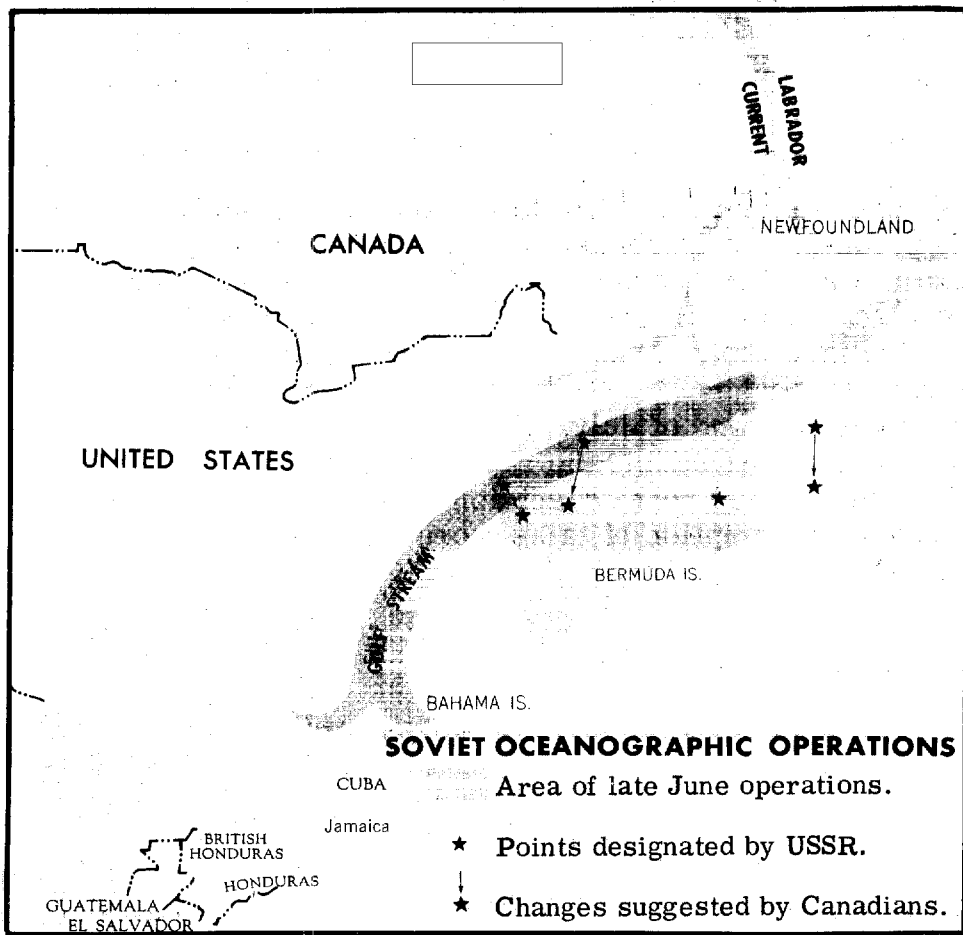 LABRADOR
CURRENT
NEWFOUNDLAND
CANADA
UNITED STATES
BERMUDA IS.
GULF STREAM
BAHAMA IS.
SOVIET OCEANOGRAPHIC OPERATIONS
CUBA
Area of late June operations.
Jamaica
BRITISH
HONDURAS
Points designated by USSR.
HONDURAS
GUATEMALA
EL SALVADOR
Changes suggested by Canadians.